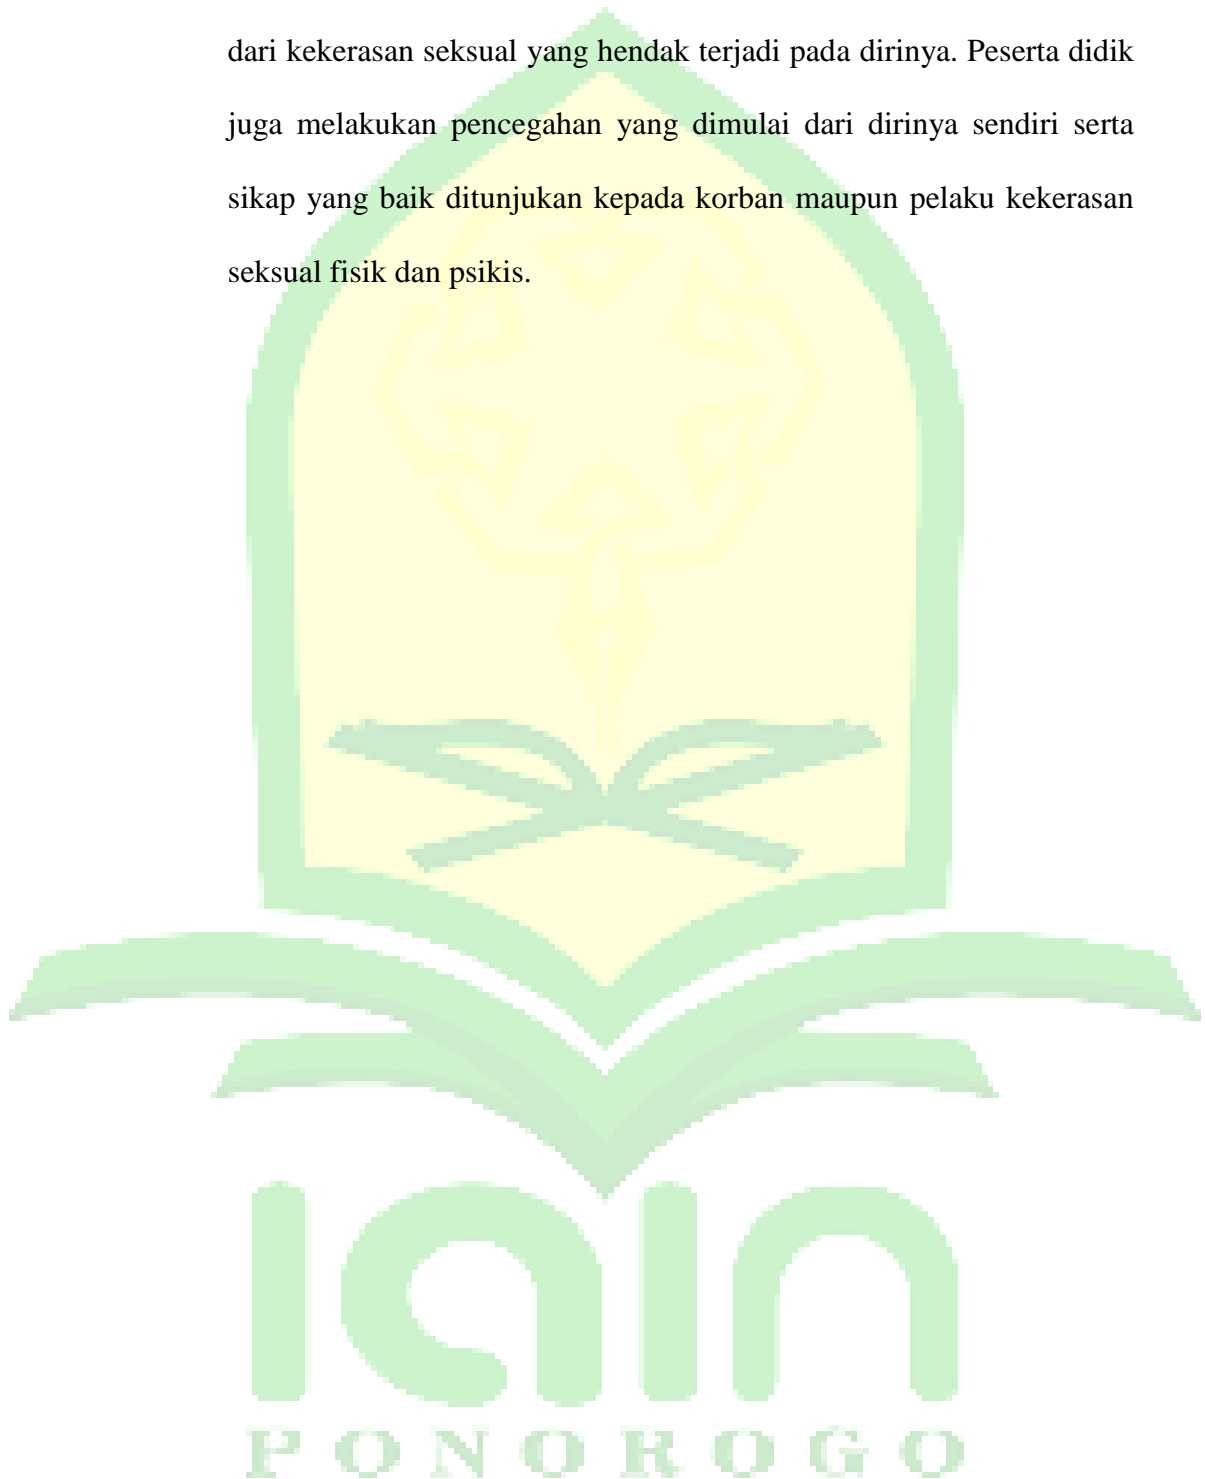 dari kekerasan seksual yang hendak terjadi pada dirinya. Peserta didik
juga melakukan pencegahan yang dimulai dari dirinya sendiri serta
sikap yang baik ditunjukan kepada korban maupun pelaku kekerasan
seksual fisik dan psikis.
iain
PONOROGO